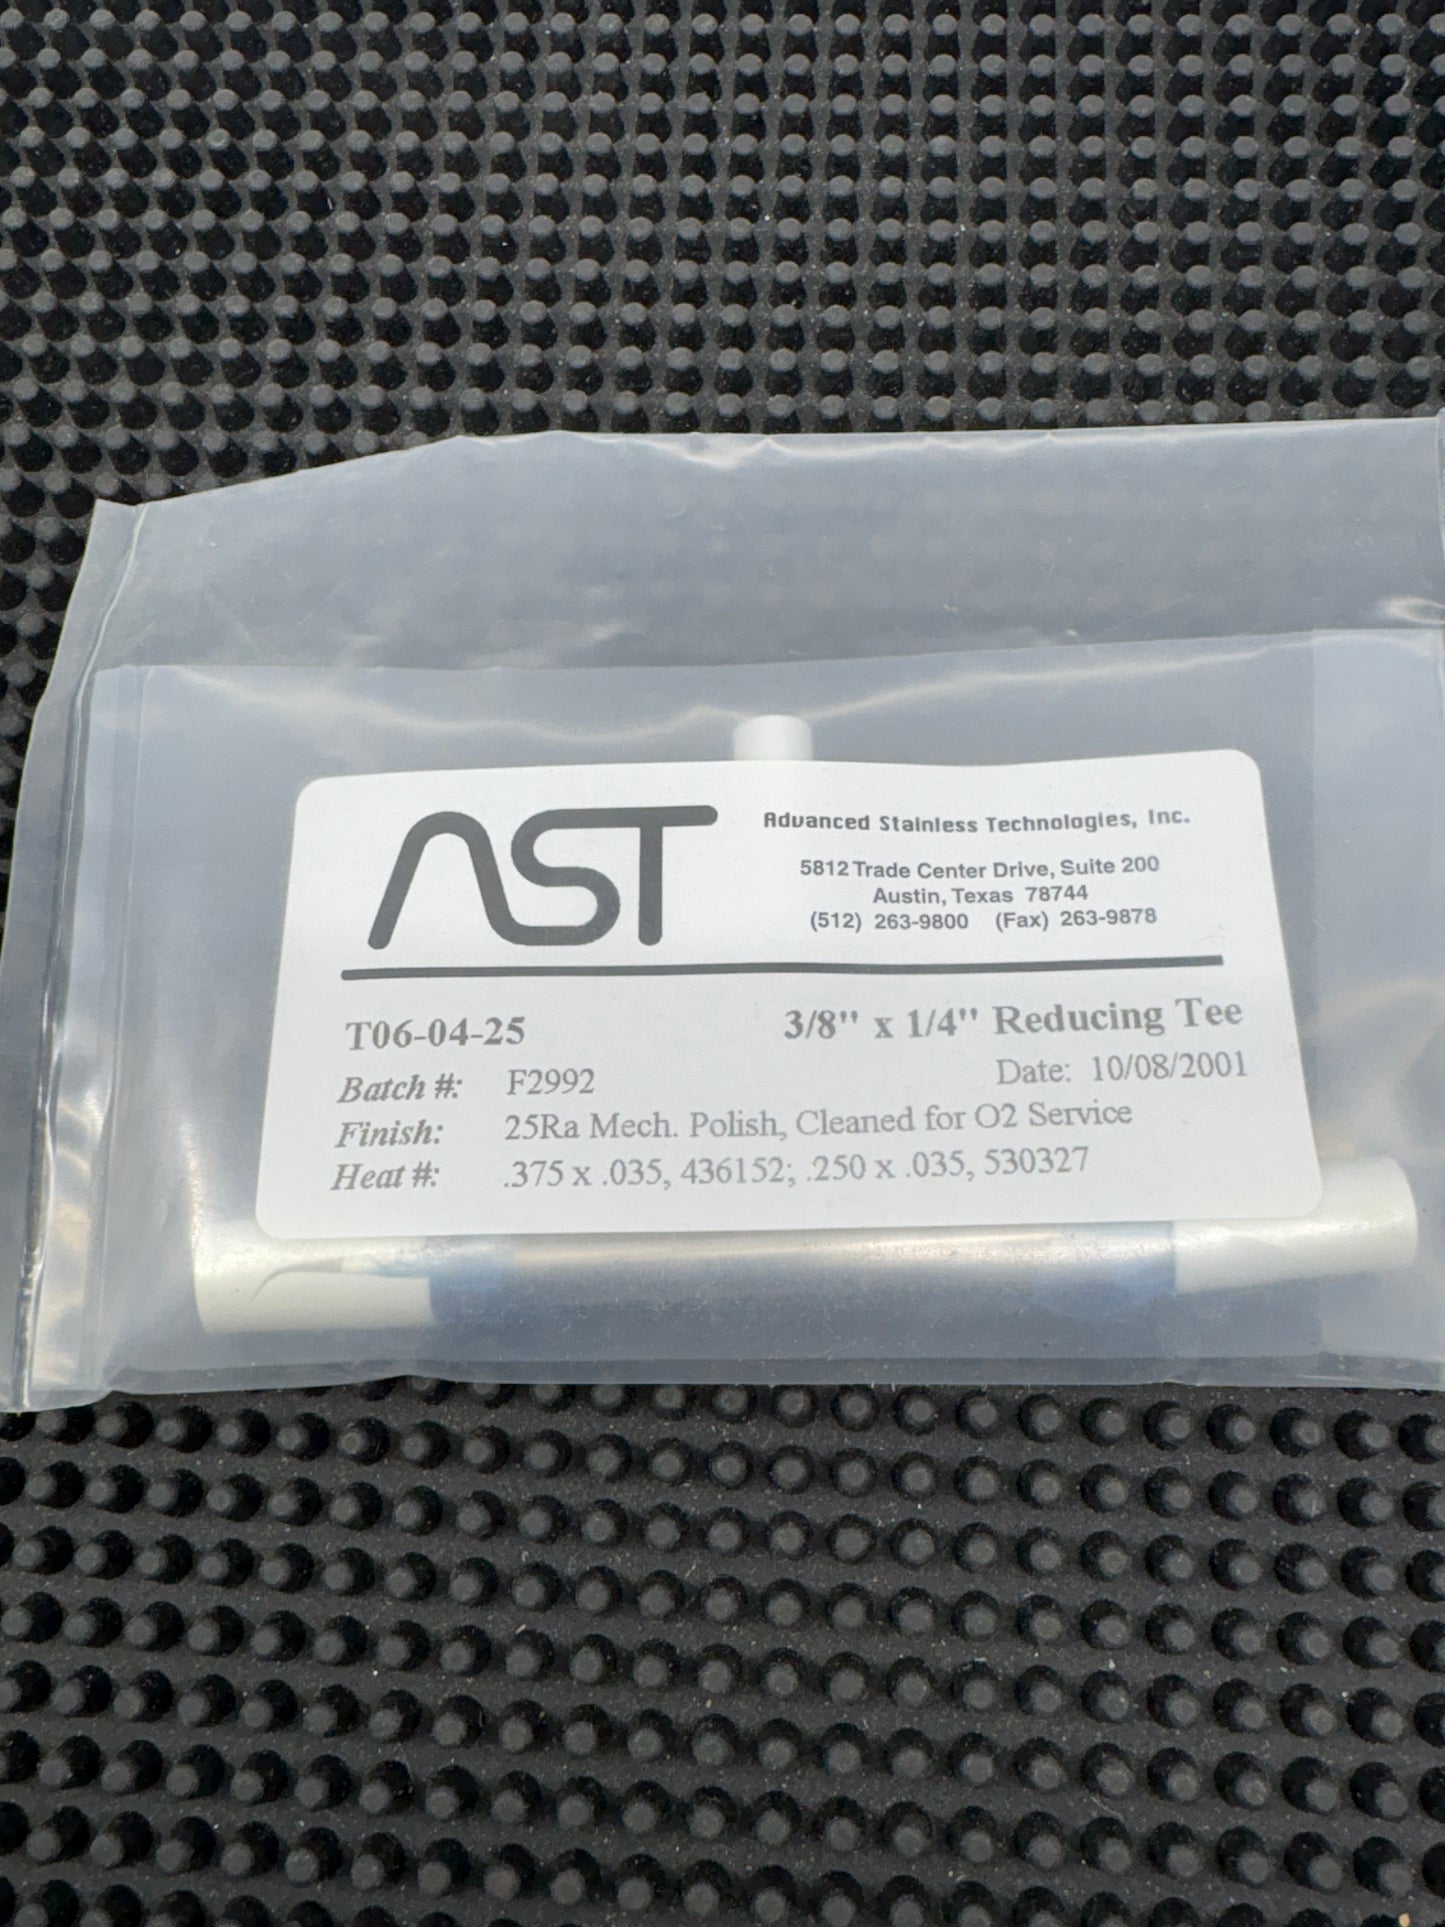 AST
Advanced Stainless Technologies, Inc.
5812 Trade Center Drive, Suite 200
Austin, Texas 78744
(512) 263-9800 (Fax) 263-9878
T06-04-25 3/8" x 1/4" Reducing Tee
Batch #: F2992 Date: 10/08/2001
Finish: 25Ra Mech. Polish, Cleaned for O2 Service
Heat #: .375 x .035, 436152; .250 x .035, 530327